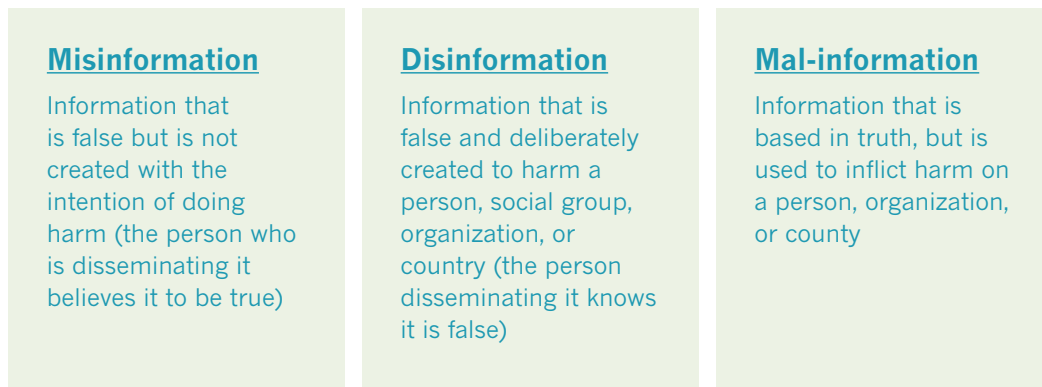 Misinformation
Information that
is false but is not
created with the
intention of doing
harm (the person who
is disseminating it
believes it to be true)
Disinformation
Information that is
false and deliberately
created to harm a
person, social group,
organization, or
country (the person
disseminating it knows
it is false)
Mal-information
Information that is
based in truth, but is
used to inflict harm on
a person, organization,
or county